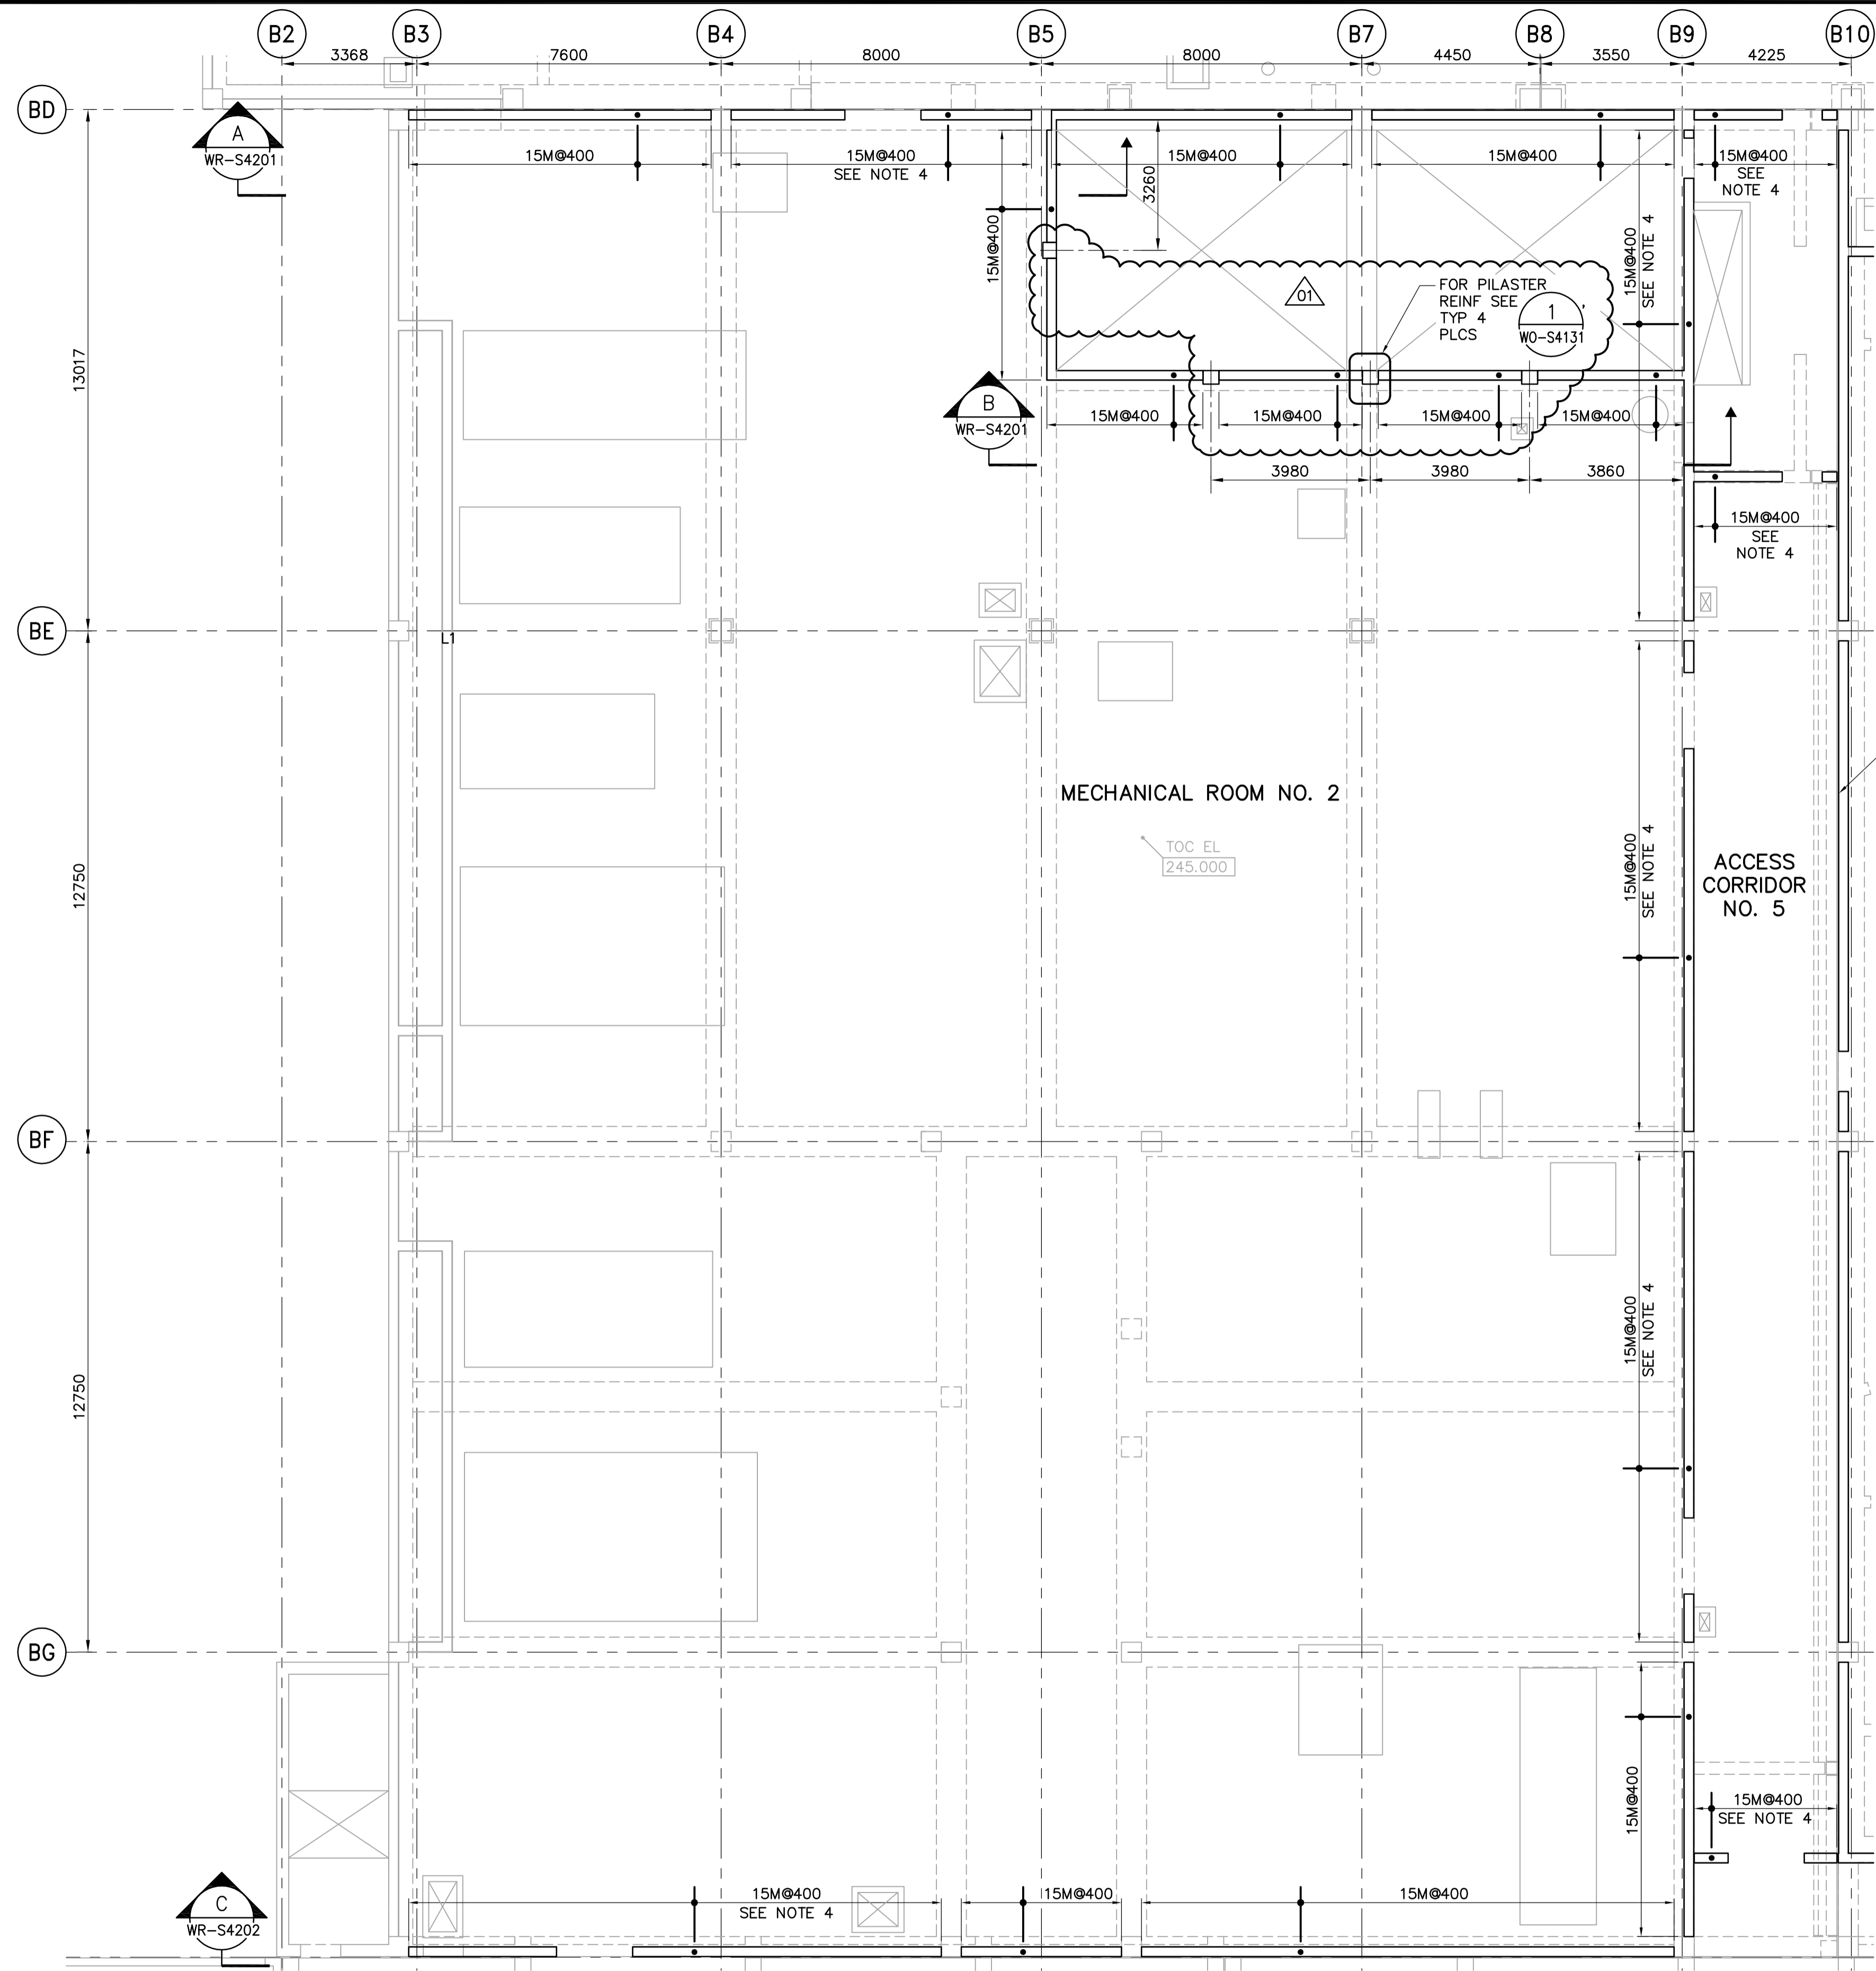 B2
B3
B4
B5
B7
B8
B9
B10
3368
7600
8000
8000
4450
3550
4225
BD
A
WR-S4201
15M@400
15M@400
SEE NOTE 4
15M@400
15M@400
15M@400
SEE
NOTE 4
3260
15M@400
15M@400
SEE NOTE 4
01
FOR PILASTER
REINF SEE
TYP 4
PLCS
1
WO-S4131
,
13017
B
WR-S4201
15M@400
15M@400
15M@400
15M@400
3980
3980
3860
15M@400
SEE
NOTE 4
BE
L1
MECHANICAL ROOM NO. 2
TOC EL
245.000
12750
15M@400
SEE NOTE 4
ACCESS
CORRIDOR
NO. 5
BF
12750
15M@400
SEE NOTE 4
BG
15M@400
15M@400
SEE NOTE 4
C
WR-S4202
15M@400
SEE NOTE 4
15M@400
15M@400